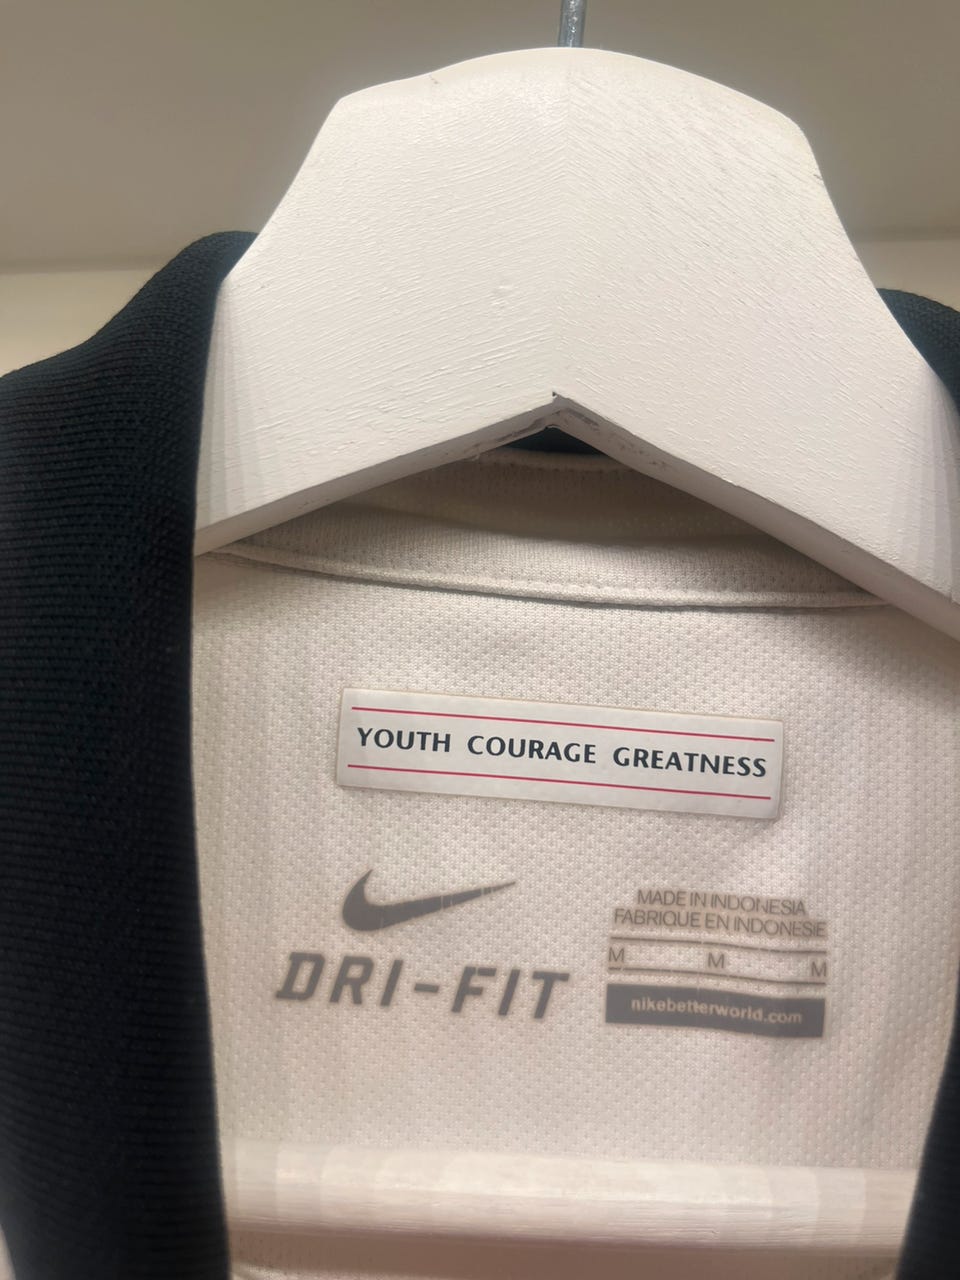 YOUTH COURAGE GREATNESS
DRI-FIT
MADE IN INDONESIA
FABRIQUE EN INDONESIE
M M M
nikebetterworld.com